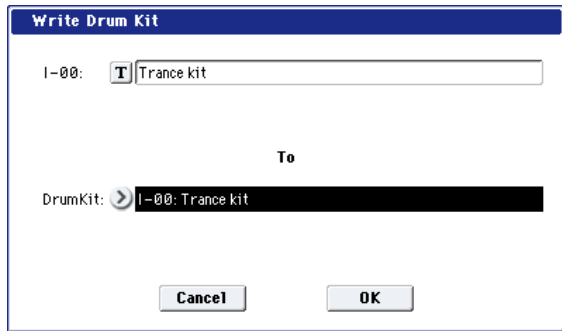 Write Drum Kit
I-00: T Trance kit
To
DrumKit: I-00: Trance kit
Cancel OK